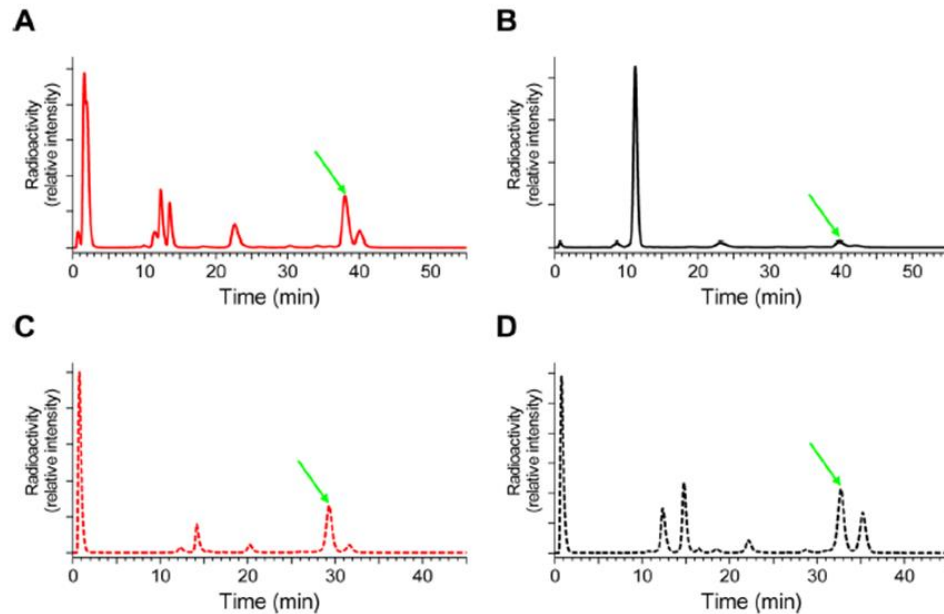 A
Radioactivity
(relative intensity)
0 10 20 30 40 50
Time (min)
B
Radioactivity
(relative intensity)
0 10 20 30 40 50
Time (min)
C
Radioactivity
(relative intensity)
0 10 20 30 40
Time (min)
D
Radioactivity
(relative intensity)
0 10 20 30 40
Time (min)